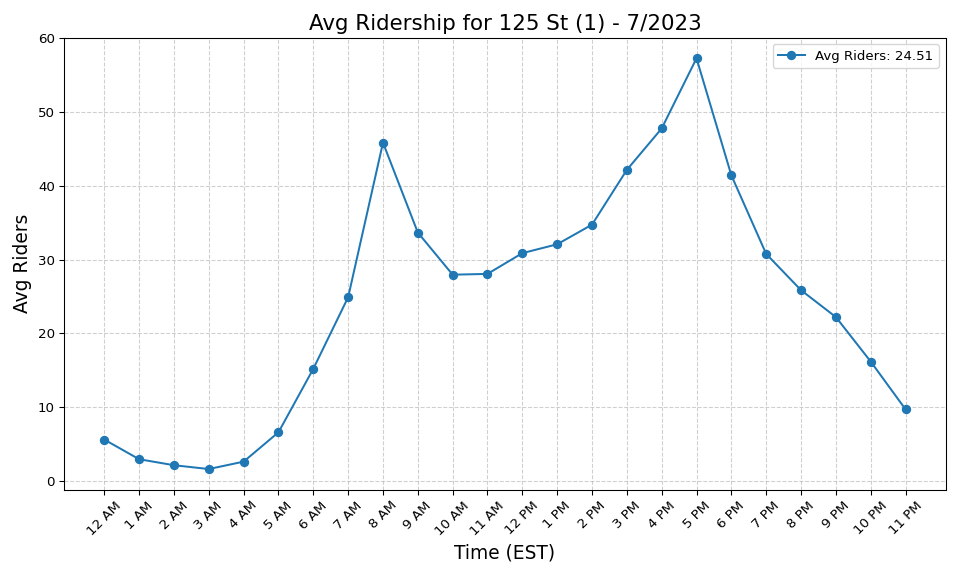 Avg Ridership for 125 St (1) - 7/2023
Avg Riders: 24.51
Avg Riders
60
50
40
30
20
10
0
12 AM
1 AM
2 AM
3 AM
4 AM
5 AM
6 AM
7 AM
8 AM
9 AM
10 AM
11 AM
12 PM
1 PM
2 PM
3 PM
4 PM
5 PM
6 PM
7 PM
8 PM
9 PM
10 PM
11 PM
Time (EST)